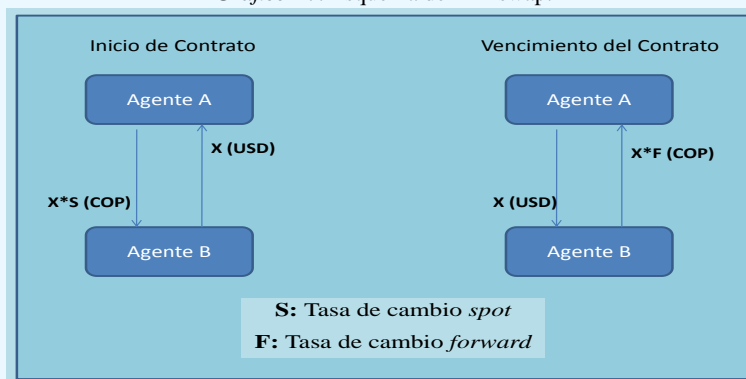 Inicio de Contrato
Vencimiento del Contrato
Agente A
Agente A
X (USD)
X*F (COP)
X*S (COP)
X (USD)
Agente B
Agente B
S: Tasa de cambio spot
F: Tasa de cambio forward